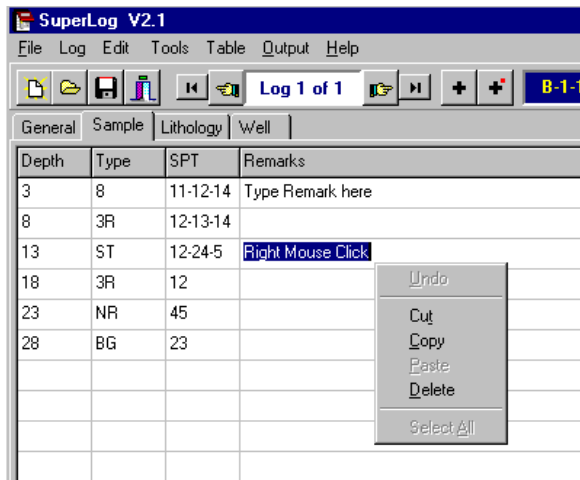 SuperLog V2.1
File Log Edit Tools Table Output Help
Log 1 of 1 B-1-1
General Sample Lithology Well
Depth Type SPT Remarks
3 8 11-12-14 Type Remark here
8 3R 12-13-14
13 ST 12-24-5 Right Mouse Click
18 3R 12
23 NR 45
28 BG 23
Undo
Cut
Copy
Paste
Delete
Select All